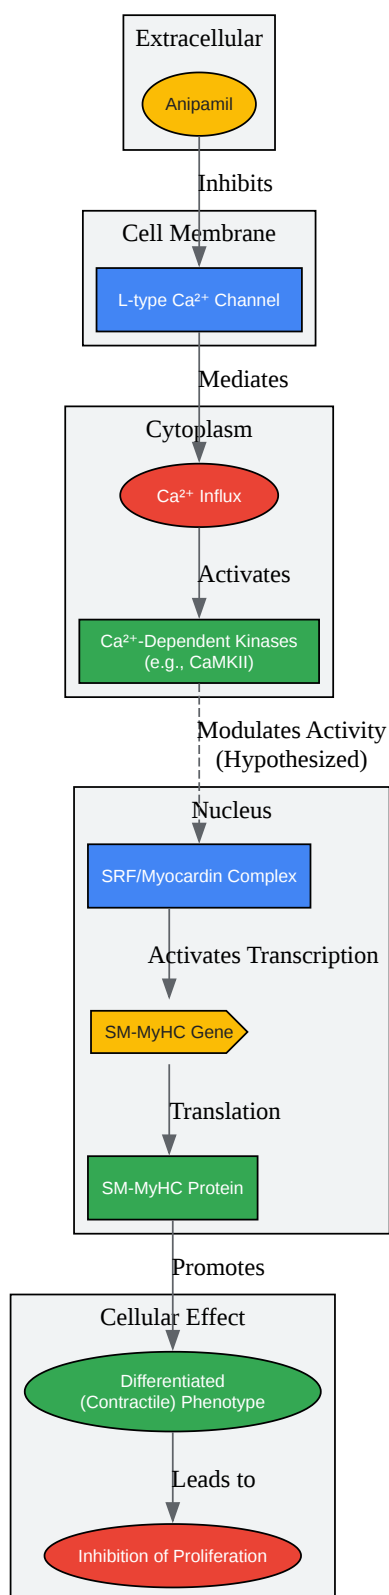 Extracellular
Anipamil
Inhibits
Cell Membrane
L-type Ca²⁺ Channel
Mediates
Cytoplasm
Ca²⁺ Influx
Activates
Ca²⁺-Dependent Kinases
(e.g., CaMKII)
Modulates Activity
(Hypothesized)
Nucleus
SRF/Myocardin Complex
Activates Transcription
SM-MyHC Gene
Translation
SM-MyHC Protein
Promotes
Cellular Effect
Differentiated
(Contractile) Phenotype
Leads to
Inhibition of Proliferation